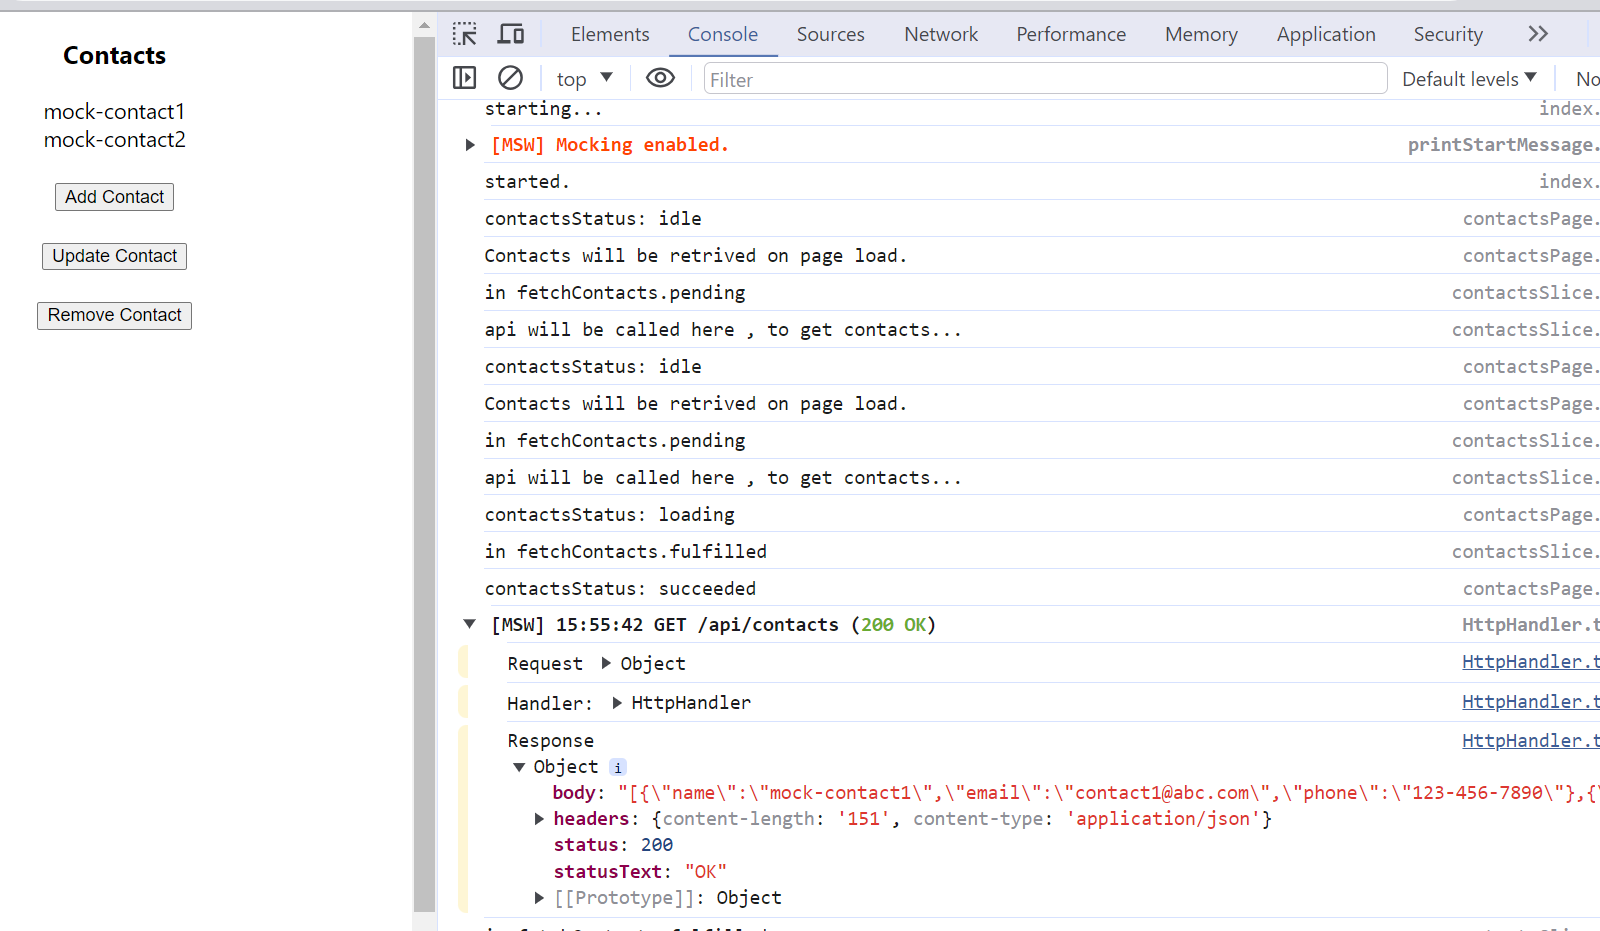 Contacts
mock-contact1
mock-contact2
Add Contact
Update Contact
Remove Contact
Elements Console Sources Network Performance Memory Application Security
top Filter Default levels No
starting... index.
[MSW] Mocking enabled. printStartMessage.
started. index.
contactsStatus: idle contactsPage.
Contacts will be retrived on page load. contactsPage.
in fetchContacts.pending contactsSlice.
api will be called here , to get contacts... contactsSlice.
contactsStatus: idle contactsPage.
Contacts will be retrived on page load. contactsPage.
in fetchContacts.pending contactsSlice.
api will be called here , to get contacts... contactsSlice.
contactsStatus: loading contactsPage.
in fetchContacts.fulfilled contactsSlice.
contactsStatus: succeeded contactsPage.
[MSW] 15:55:42 GET /api/contacts (200 OK) HttpHandler.t
Request Object HttpHandler.t
Handler: HttpHandler HttpHandler.t
Response HttpHandler.t
Object i
body: "[{\"name\":\"mock-contact1\",\"email\":\"contact1@abc.com\",\"phone\":\"123-456-7890\"},{\
headers: {content-length: '151', content-type: 'application/json'}
status: 200
statusText: "OK"
[[Prototype]]: Object